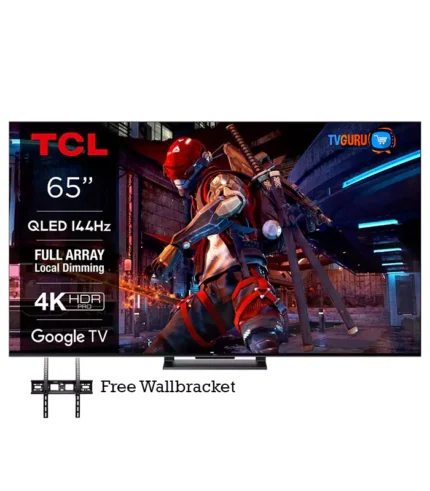 TCL
TVGURU
65”
QLED 144Hz
FULL ARRAY
Local Dimming
4K HDR
PRO
Google TV
Free Wallbracket